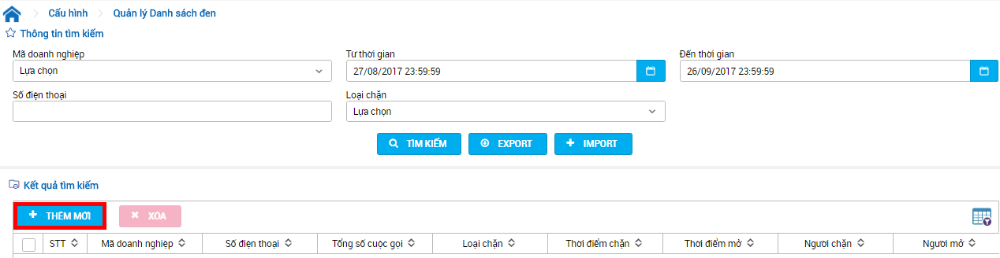 Cấu hình Quản lý Danh sách đen
Thông tin tìm kiếm
Mã doanh nghiệp Từ thời gian Đến thời gian
Lựa chọn 27/08/2017 23:59:59 26/09/2017 23:59:59
Số điện thoại Loại chặn
Lựa chọn
TÌM KIẾM EXPORT IMPORT
Kết quả tìm kiếm
THÊM MỚI XÓA
STT Mã doanh nghiệp Số điện thoại Tổng số cuộc gọi Loại chặn Thời điểm chặn Thời điểm mở Người chặn Người mở